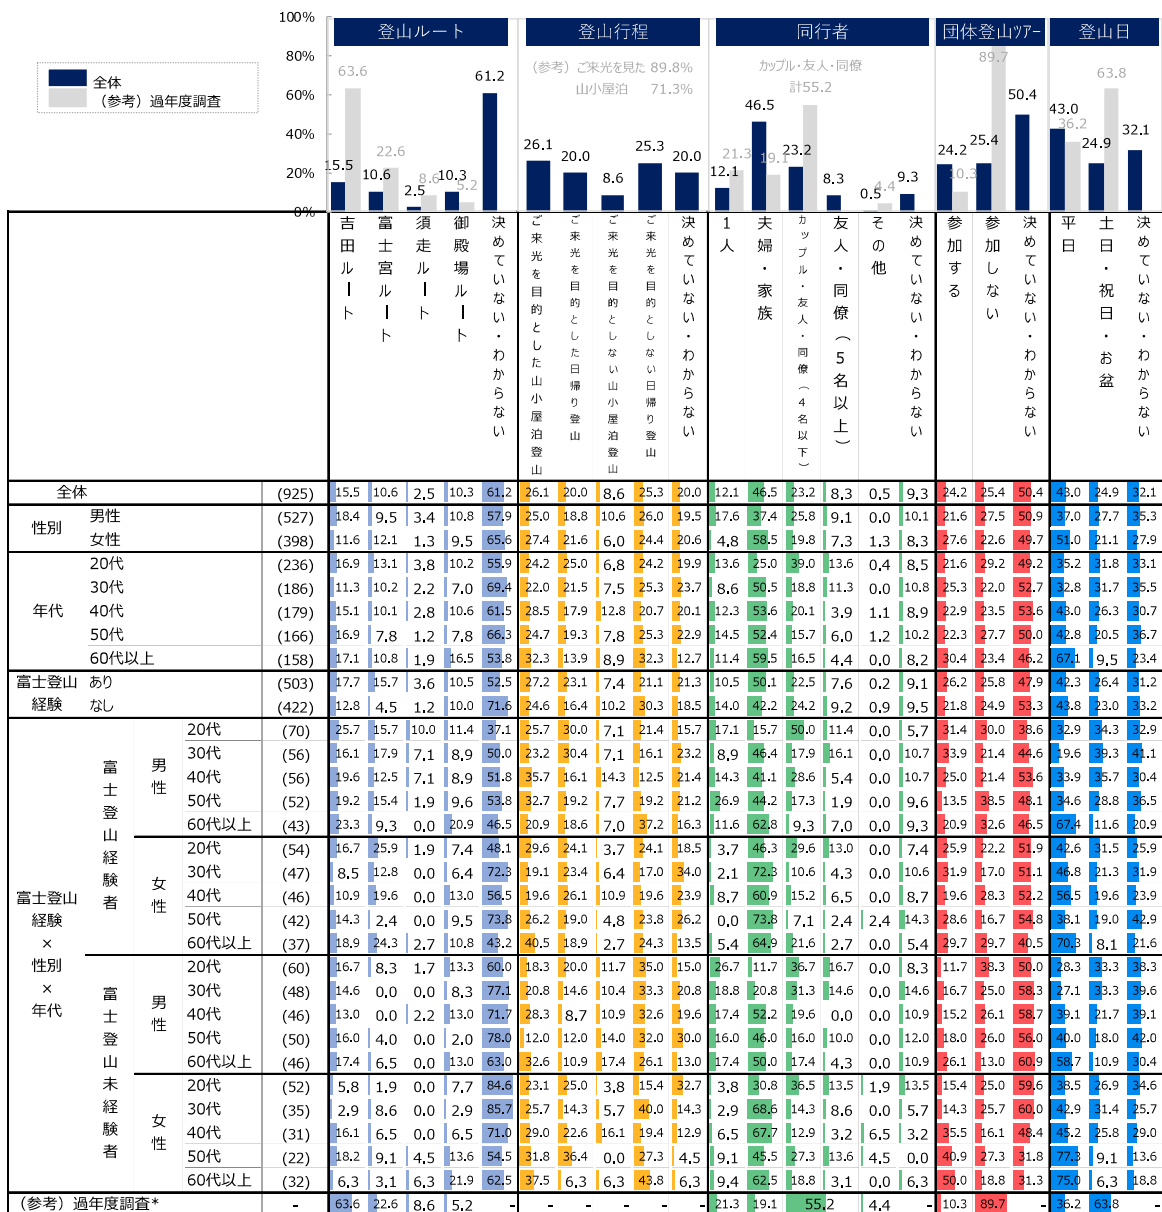 100%
80%
60%
40%
20%
0%
全体
（参考）過年度調査
登山ルート 登山行程 同行者 団体登山ﾂｱｰ 登山日
（参考）ご来光を見た 89.8%
山小屋泊 71.3%
カップル・友人・同僚
計55.2
63.6 22.6 8.6 5.2
15.5 10.6 2.5 10.3 61.2
26.1 20.0 8.6 25.3 20.0
21.3 19.1 4.4
12.1 46.5 23.2 8.3 0.5 9.3
10.3 89.7
24.2 25.4 50.4
36.2 63.8
43.0 24.9 32.1
吉田ルート
富士宮ルート
須走ルート
御殿場ルート
決めていない・わからない
ご来光を目的とした山小屋泊登山
ご来光を目的とした日帰り登山
ご来光を目的としない山小屋泊登山
ご来光を目的としない日帰り登山
決めていない・わからない
1人
夫婦・家族
カップル・友人・同僚（4名以下）
友人・同僚（5名以上）
その他
決めていない・わからない
参加する
参加しない
決めていない・わからない
平日
土日・祝日・お盆
決めていない・わからない
全体 (925) 15.5 10.6 2.5 10.3 61.2 26.1 20.0 8.6 25.3 20.0 12.1 46.5 23.2 8.3 0.5 9.3 24.2 25.4 50.4 43.0 24.9 32.1
性別
男性 (527) 18.4 9.5 3.4 10.8 57.9 25.0 18.8 10.6 26.0 19.5 17.6 37.4 25.8 9.1 0.0 10.1 21.6 27.5 50.9 37.0 27.7 35.3
女性 (398) 11.6 12.1 1.3 9.5 65.6 27.4 21.6 6.0 24.4 20.6 4.8 58.5 19.8 7.3 1.3 8.3 27.6 22.6 49.7 51.0 21.1 27.9
年代
20代 (236) 16.9 13.1 3.8 10.2 55.9 24.2 25.0 6.8 24.2 19.9 13.6 25.0 39.0 13.6 0.4 8.5 21.6 29.2 49.2 35.2 31.8 33.1
30代 (186) 11.3 10.2 2.2 7.0 69.4 22.0 21.5 7.5 25.3 23.7 8.6 50.5 18.8 11.3 0.0 10.8 25.3 22.0 52.7 32.8 31.7 35.5
40代 (179) 15.1 10.1 2.8 10.6 61.5 28.5 17.9 12.8 20.7 20.1 12.3 53.6 20.1 3.9 1.1 8.9 22.9 23.5 53.6 43.0 26.3 30.7
50代 (166) 16.9 7.8 1.2 7.8 66.3 24.7 19.3 7.8 25.3 22.9 14.5 52.4 15.7 6.0 1.2 10.2 22.3 27.7 50.0 42.8 20.5 36.7
60代以上 (158) 17.1 10.8 1.9 16.5 53.8 32.3 13.9 8.9 32.3 12.7 11.4 59.5 16.5 4.4 0.0 8.2 30.4 23.4 46.2 67.1 9.5 23.4
富士登山 経験
あり (503) 17.7 15.7 3.6 10.5 52.5 27.2 23.1 7.4 21.1 21.3 10.5 50.1 22.5 7.6 0.2 9.1 26.2 25.8 47.9 42.3 26.4 31.2
なし (422) 12.8 4.5 1.2 10.0 71.6 24.6 16.4 10.2 30.3 18.5 14.0 42.2 24.2 9.2 0.9 9.5 21.8 24.9 53.3 43.8 23.0 33.2
富士登山
経験
×
性別
×
年代
富士登山経験者
男性
20代 (70) 25.7 15.7 10.0 11.4 37.1 25.7 30.0 7.1 21.4 15.7 17.1 15.7 50.0 11.4 0.0 5.7 31.4 30.0 38.6 32.9 34.3 32.9
30代 (56) 16.1 17.9 7.1 8.9 50.0 23.2 30.4 7.1 16.1 23.2 8.9 46.4 17.9 16.1 0.0 10.7 33.9 21.4 44.6 19.6 39.3 41.1
40代 (56) 19.6 12.5 7.1 8.9 51.8 35.7 16.1 14.3 12.5 21.4 14.3 41.1 28.6 5.4 0.0 10.7 25.0 21.4 53.6 33.9 35.7 30.4
50代 (52) 19.2 15.4 1.9 9.6 53.8 32.7 19.2 7.7 19.2 21.2 26.9 44.2 17.3 1.9 0.0 9.6 13.5 38.5 48.1 34.6 28.8 36.5
60代以上 (43) 23.3 9.3 0.0 20.9 46.5 20.9 18.6 7.0 37.2 16.3 11.6 62.8 9.3 7.0 0.0 9.3 20.9 32.6 46.5 67.4 11.6 20.9
女性
20代 (54) 16.7 25.9 1.9 7.4 48.1 29.6 24.1 3.7 24.1 18.5 3.7 46.3 29.6 13.0 0.0 7.4 25.9 22.2 51.9 42.6 31.5 25.9
30代 (47) 8.5 12.8 0.0 6.4 72.3 19.1 23.4 6.4 17.0 34.0 2.1 72.3 10.6 4.3 0.0 10.6 31.9 17.0 51.1 46.8 21.3 31.9
40代 (46) 10.9 19.6 0.0 13.0 56.5 19.6 26.1 10.9 19.6 23.9 8.7 60.9 15.2 6.5 0.0 8.7 19.6 28.3 52.2 56.5 19.6 23.9
50代 (42) 14.3 2.4 0.0 9.5 73.8 26.2 19.0 4.8 23.8 26.2 0.0 73.8 7.1 2.4 2.4 14.3 28.6 16.7 54.8 38.1 19.0 42.9
60代以上 (37) 18.9 24.3 2.7 10.8 43.2 40.5 18.9 2.7 24.3 13.5 5.4 64.9 21.6 2.7 0.0 5.4 29.7 29.7 40.5 70.3 8.1 21.6
富士登山未経験者
男性
20代 (60) 16.7 8.3 1.7 13.3 60.0 18.3 20.0 11.7 35.0 15.0 26.7 11.7 36.7 16.7 0.0 8.3 11.7 38.3 50.0 28.3 33.3 38.3
30代 (48) 14.6 0.0 0.0 8.3 77.1 20.8 14.6 10.4 33.3 20.8 18.8 20.8 31.3 14.6 0.0 14.6 16.7 25.0 58.3 27.1 33.3 39.6
40代 (46) 13.0 0.0 2.2 13.0 71.7 28.3 8.7 10.9 32.6 19.6 17.4 52.2 19.6 0.0 0.0 10.9 15.2 26.1 58.7 39.1 21.7 39.1
50代 (50) 16.0 4.0 0.0 2.0 78.0 12.0 12.0 14.0 32.0 30.0 16.0 46.0 16.0 10.0 0.0 12.0 18.0 26.0 56.0 40.0 18.0 42.0
60代以上 (46) 17.4 6.5 0.0 13.0 63.0 32.6 10.9 17.4 26.1 13.0 17.4 50.0 17.4 4.3 0.0 10.9 26.1 13.0 60.9 58.7 10.9 30.4
女性
20代 (52) 5.8 1.9 0.0 7.7 84.6 23.1 25.0 3.8 15.4 32.7 3.8 30.8 36.5 13.5 1.9 13.5 15.4 25.0 59.6 38.5 26.9 34.6
30代 (35) 2.9 8.6 0.0 2.9 85.7 25.7 14.3 5.7 40.0 14.3 2.9 68.6 14.3 8.6 0.0 5.7 14.3 25.7 60.0 42.9 31.4 25.7
40代 (31) 16.1 6.5 0.0 6.5 71.0 29.0 22.6 16.1 19.4 12.9 6.5 67.7 12.9 3.2 6.5 3.2 35.5 16.1 48.4 45.2 25.8 29.0
50代 (22) 18.2 9.1 4.5 13.6 54.5 31.8 36.4 0.0 27.3 4.5 9.1 45.5 27.3 13.6 4.5 0.0 40.9 27.3 31.8 77.3 9.1 13.6
60代以上 (32) 6.3 3.1 6.3 21.9 62.5 37.5 6.3 6.3 43.8 6.3 9.4 62.5 18.8 3.1 0.0 6.3 50.0 18.8 31.3 75.0 6.3 18.8
（参考）過年度調査* - 63.6 22.6 8.6 5.2 - - - - - - 21.3 19.1 55.2 4.4 - 10.3 89.7 - 36.2 63.8 -